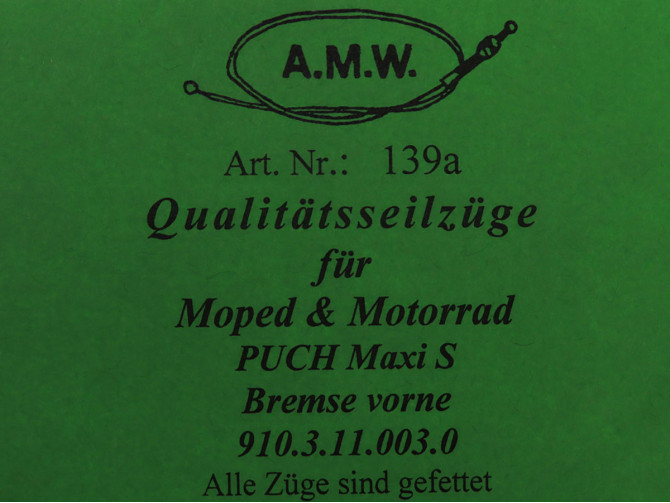 A.M.W.
Art. Nr.: 139a
Qualitätsseilzüge
für
Moped & Motorrad
PUCH Maxi S
Bremse vorne
910.3.11.003.0
Alle Züge sind gefettet